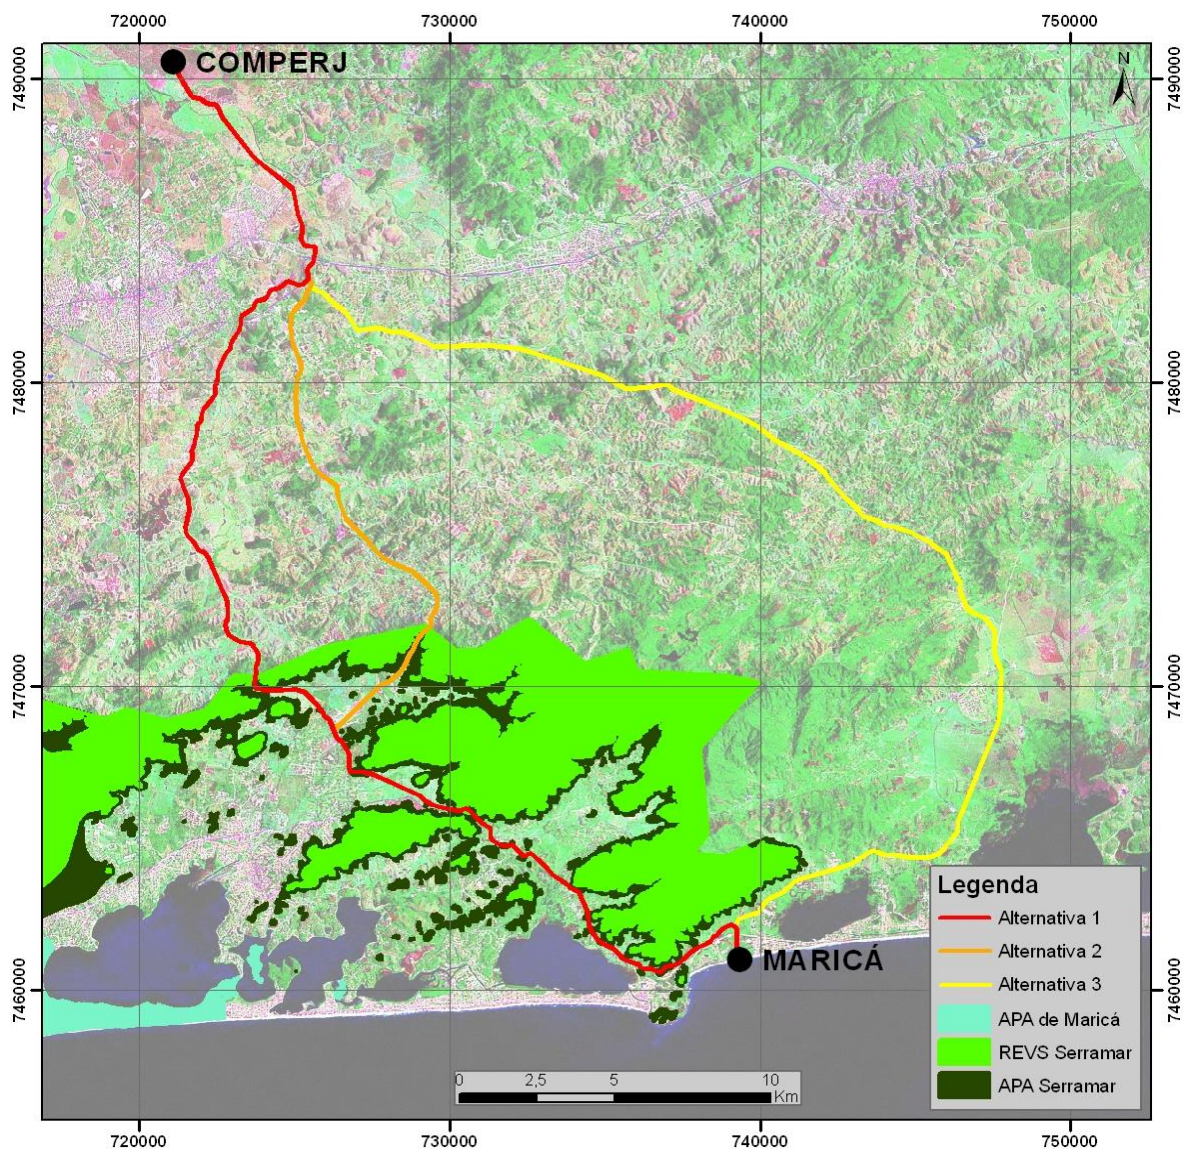 720000 730000 740000 750000
COMPERJ
N
7490000 7490000
7480000 7480000
7470000 7470000
7460000 7460000
MARICÁ
Legenda
Alternativa 1
Alternativa 2
Alternativa 3
APA de Maricá
REVS Serramar
APA Serramar
0 2,5 5 10
Km
720000 730000 740000 750000